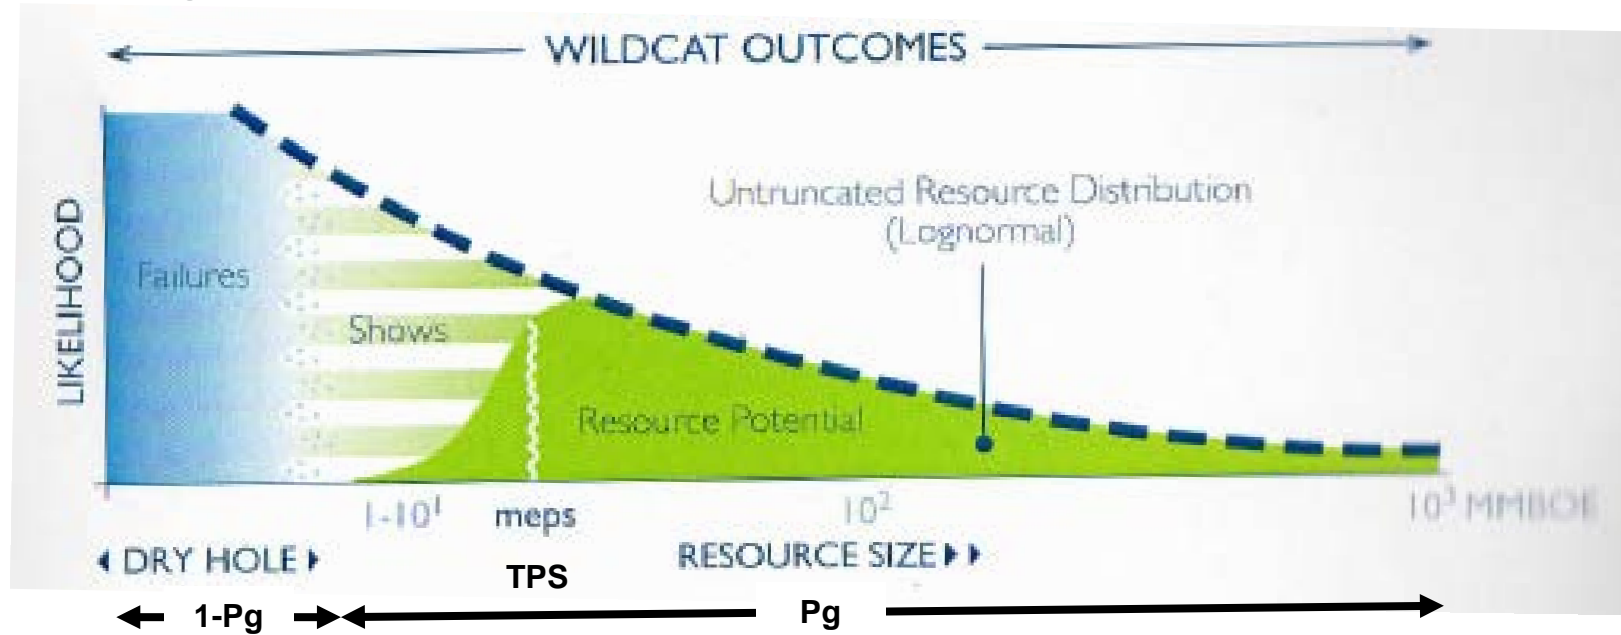 WILDCAT OUTCOMES
Untruncated Resource Distribution
(Lognormal)
LIKELIHOOD
Failures
Shows
Resource Potential
1-10¹ meps 10² 10³ MMBOE
DRY HOLE RESOURCE SIZE
TPS
1-Pg Pg